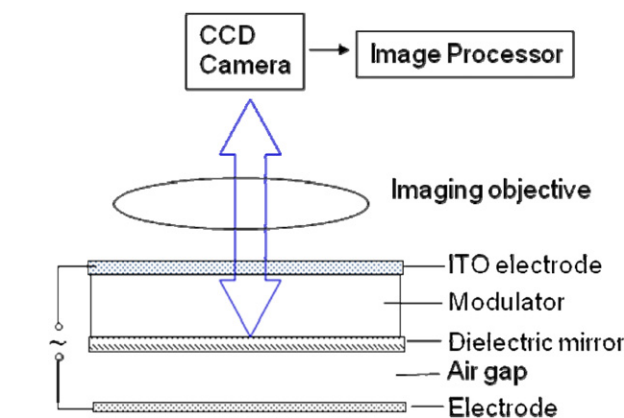 CCD
Camera
Image Processor
Imaging objective
ITO electrode
Modulator
Dielectric mirror
~
Air gap
Electrode